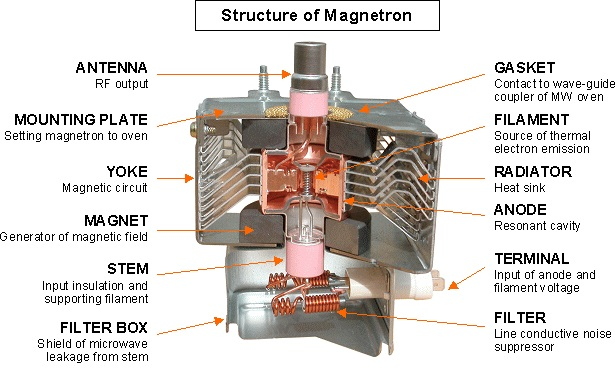 Structure of Magnetron
ANTENNA
RF output
MOUNTING PLATE
Setting magnetron to oven
YOKE
Magnetic circuit
MAGNET
Generator of magnetic field
STEM
Input insulation and
supporting filament
FILTER BOX
Shield of microwave
leakage from stem
GASKET
Contact to wave-guide
coupler of MW oven
FILAMENT
Source of thermal
electron emission
RADIATOR
Heat sink
ANODE
Resonant cavity
TERMINAL
Input of anode and
filament voltage
FILTER
Line conductive noise
suppressor